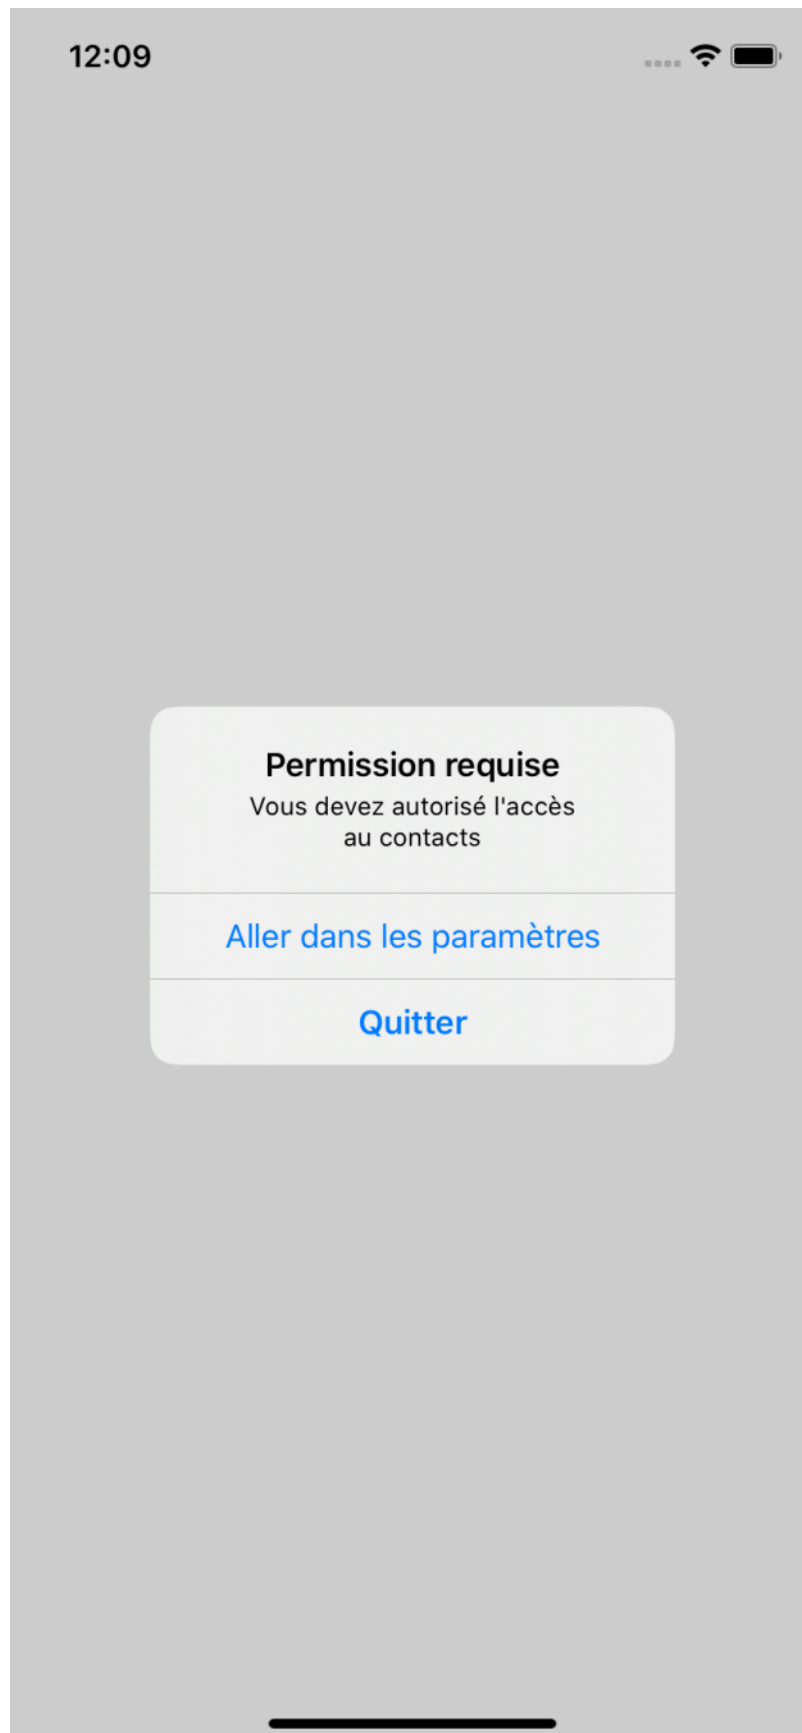 12:09
Permission requise
Vous devez autorisé l'accès
au contacts
Aller dans les paramètres
Quitter